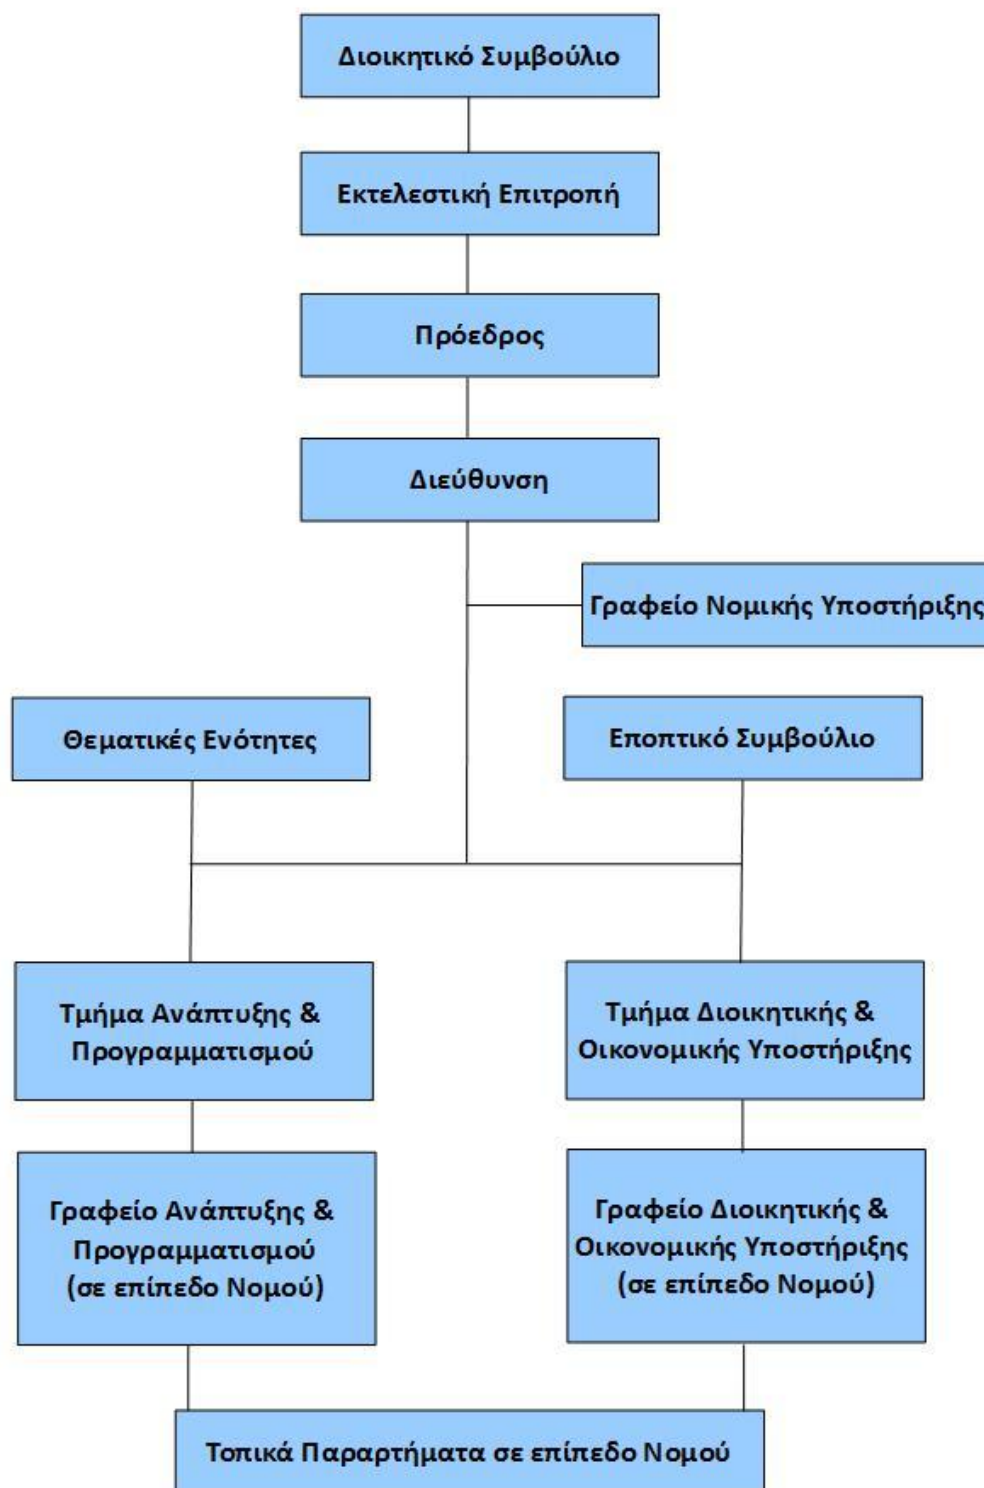 Διοικητικό Συμβούλιο
Εκτελεστική Επιτροπή
Πρόεδρος
Διεύθυνση
Γραφείο Νομικής Υποστήριξης
Θεματικές Ενότητες
Εποπτικό Συμβούλιο
Τμήμα Ανάπτυξης &
Προγραμματισμού
Τμήμα Διοικητικής &
Οικονομικής Υποστήριξης
Γραφείο Ανάπτυξης &
Προγραμματισμού
(σε επίπεδο Νομού)
Γραφείο Διοικητικής &
Οικονομικής Υποστήριξης
(σε επίπεδο Νομού)
Τοπικά Παραρτήματα σε επίπεδο Νομού